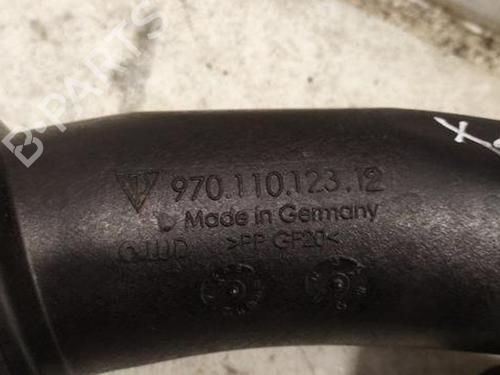 B-PARTS
970.110.123.12
Made in Germany
>PP GF20<